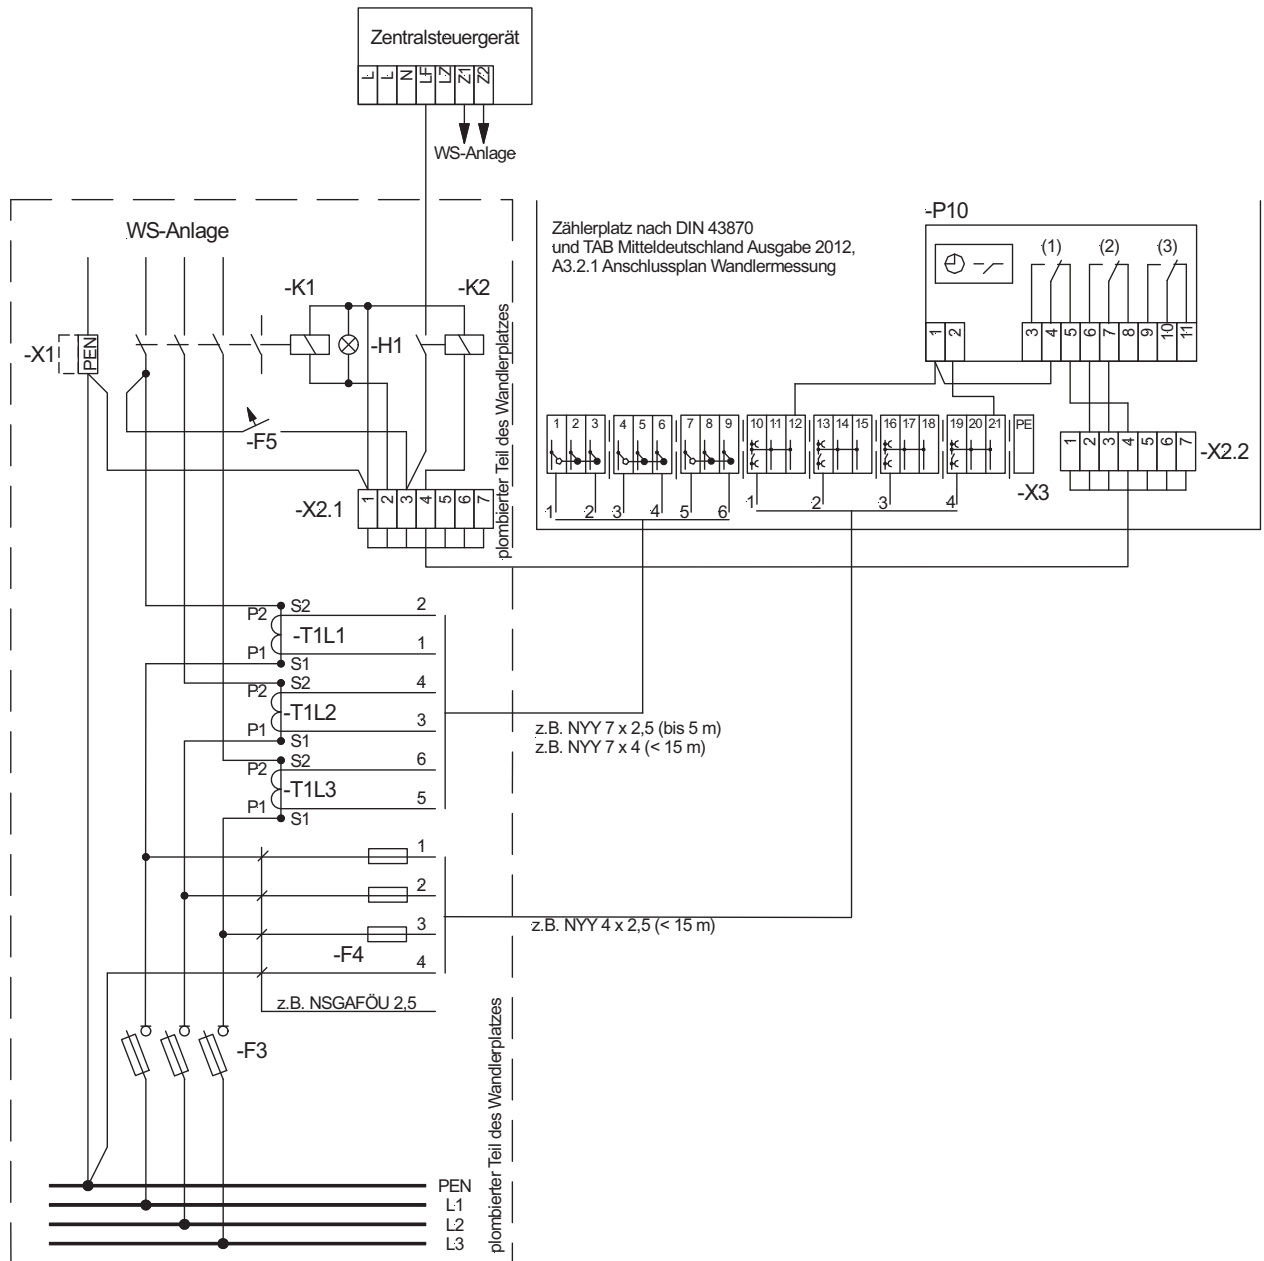 Zentralsteuergerät
L L N LF LZ Z1 Z2
WS-Anlage
WS-Anlage
-K1
-K2
-H1
-X1
PEN
-F5
-X2.1
1 2 3 4 5 6 7
plombierter Teil des Wandlerplatzes
Zählerplatz nach DIN 43870
und TAB Mitteldeutschland Ausgabe 2012,
A3.2.1 Anschlussplan Wandlermessung
-P10
(1) (2) (3)
1 2 3 4 5 6 7 8 9 10 11
1 2 3 4 5 6 7 8 9 10 11 12 13 14 15 16 17 18 19 20 21 PE
-X3
1 2 3 4 5 6 1 2 3 4
1 2 3 4 5 6 7
-X2.2
P2 S2 2
-T1L1
P1 S1 1
P2 S2 4
-T1L2
P1 S1 3
P2 S2 6
-T1L3
P1 S1 5
z.B. NYY 7 x 2,5 (bis 5 m)
z.B. NYY 7 x 4 (< 15 m)
1
2
3
-F4
4
z.B. NYY 4 x 2,5 (< 15 m)
z.B. NSGAFÖU 2,5
-F3
plombierter Teil des Wandlerplatzes
PEN
L1
L2
L3